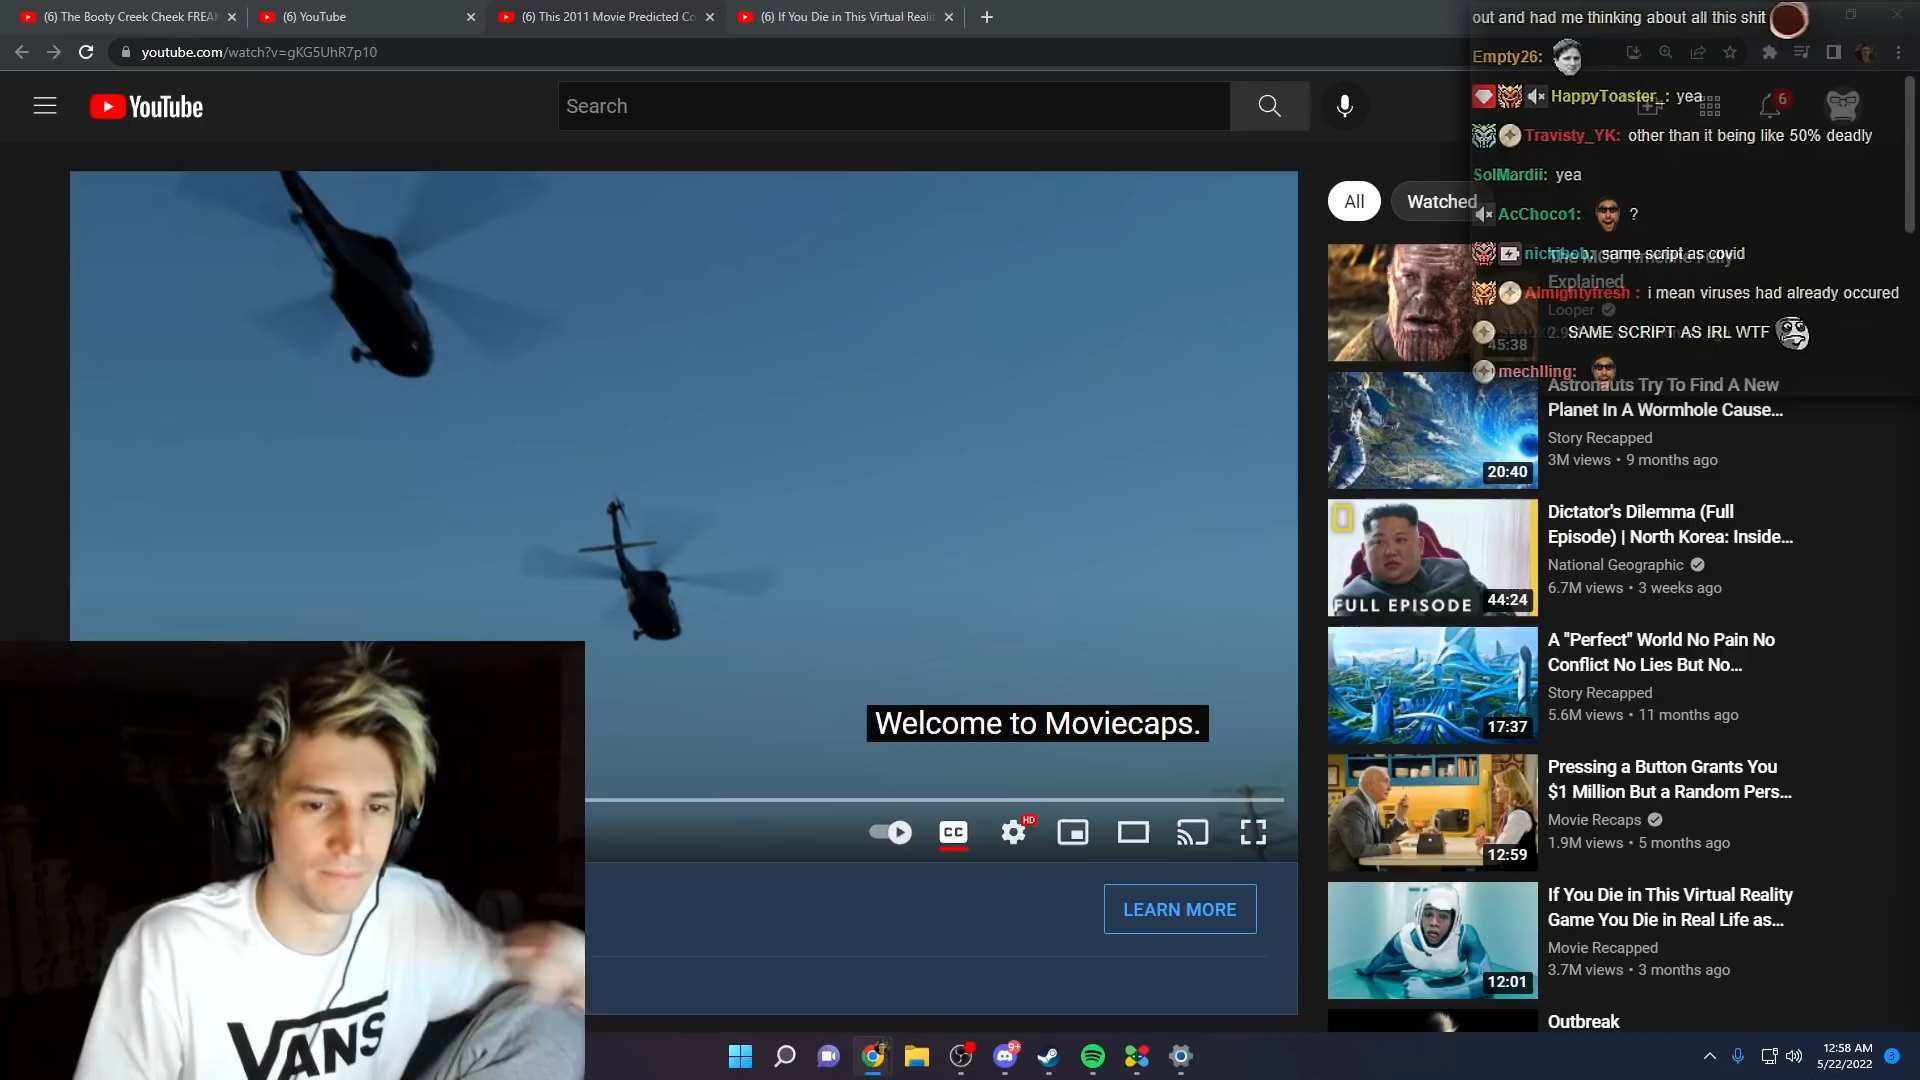 (6) The Booty Creek Cheek FREA
(6) YouTube
(6) This 2011 Movie Predicted Co
(6) If You Die in This Virtual Realit
out and had me thinking about all this shit
youtube.com/watch?v=gKG5UhR7p10
Empty26:
HappyToaster_: yea
YouTube
Search
6
Travisty_YK: other than it being like 50% deadly
SolMardii: yea
All
Watched
AcChoco1: ?
same script as covid
Explained
Almightyfresh : i mean viruses had already occured
Looper
SAME SCRIPT AS IRL WTF
45:38
mechlling:
Astronauts Try To Find A New
Planet In A Wormhole Cause...
Story Recapped
3M views • 9 months ago
20:40
Dictator's Dilemma (Full
Episode) | North Korea: Inside...
National Geographic
6.7M views • 3 weeks ago
FULL EPISODE
44:24
A "Perfect" World No Pain No
Conflict No Lies But No...
Story Recapped
5.6M views • 11 months ago
17:37
Welcome to Moviecaps.
Pressing a Button Grants You
$1 Million But a Random Pers...
Movie Recaps
1.9M views • 5 months ago
12:59
CC
HD
LEARN MORE
If You Die in This Virtual Reality
Game You Die in Real Life as...
Movie Recapped
3.7M views • 3 months ago
12:01
Outbreak
VANS
9+
12:58 AM
5/22/2022
3